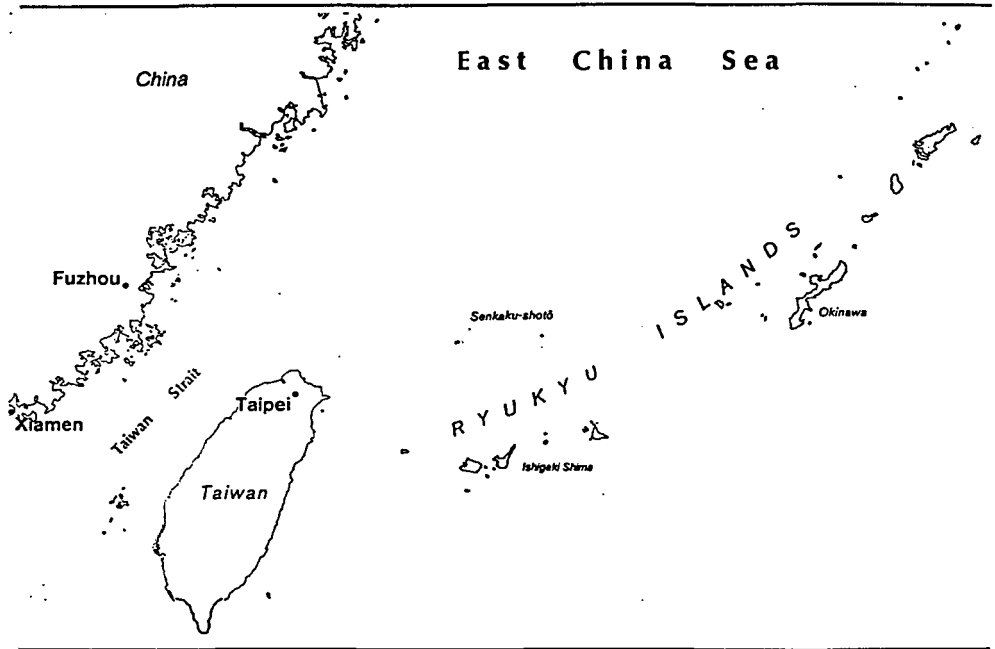 East China Sea
China
RYUKYU ISLANDS
Fuzhou
Okinawa
Senkaku-shotō
Taiwan Strait
Taipei
Xiamen
Ishigaki Shima
Taiwan